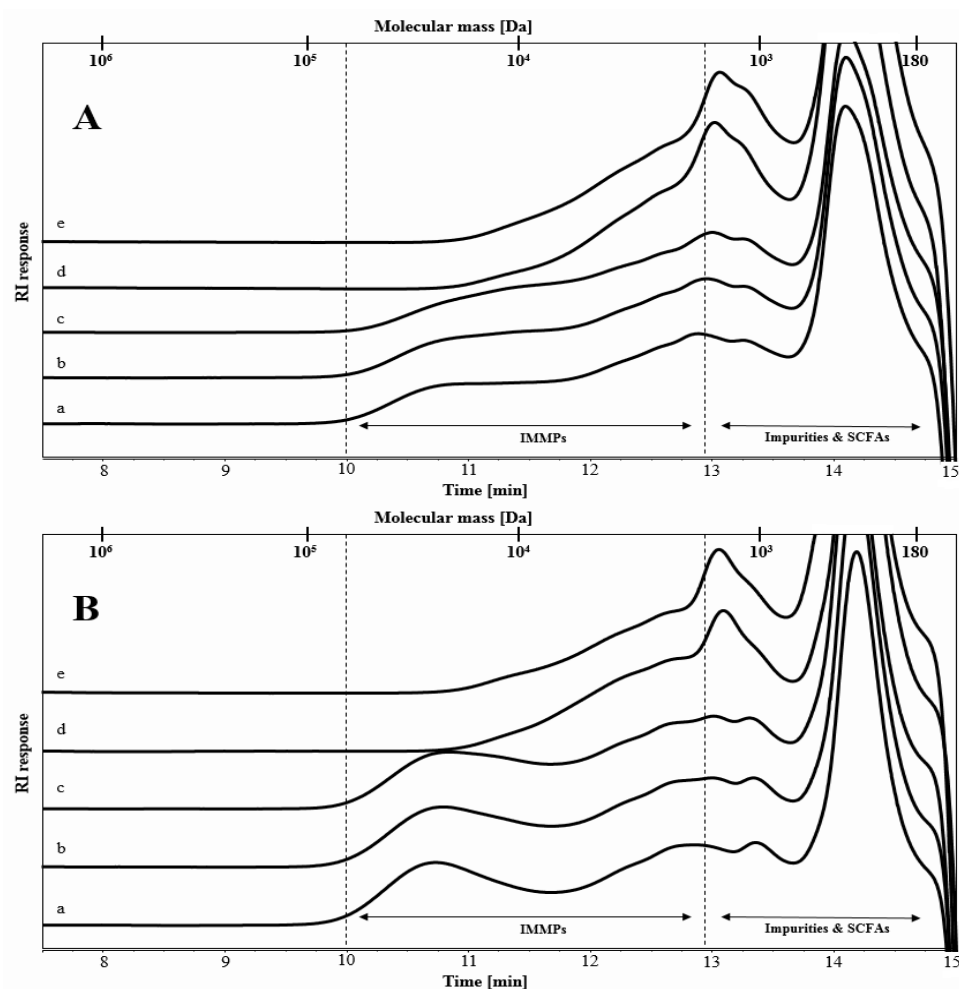 Molecular mass [Da]
10⁶ 10⁵ 10⁴ 10³ 180
A
RI response
e
d
c
b
a
IMMPs
Impurities & SCFAs
8 9 10 11 12 13 14 15
Time [min]
Molecular mass [Da]
10⁶ 10⁵ 10⁴ 10³ 180
B
RI response
e
d
c
b
a
IMMPs
Impurities & SCFAs
8 9 10 11 12 13 14 15
Time [min]